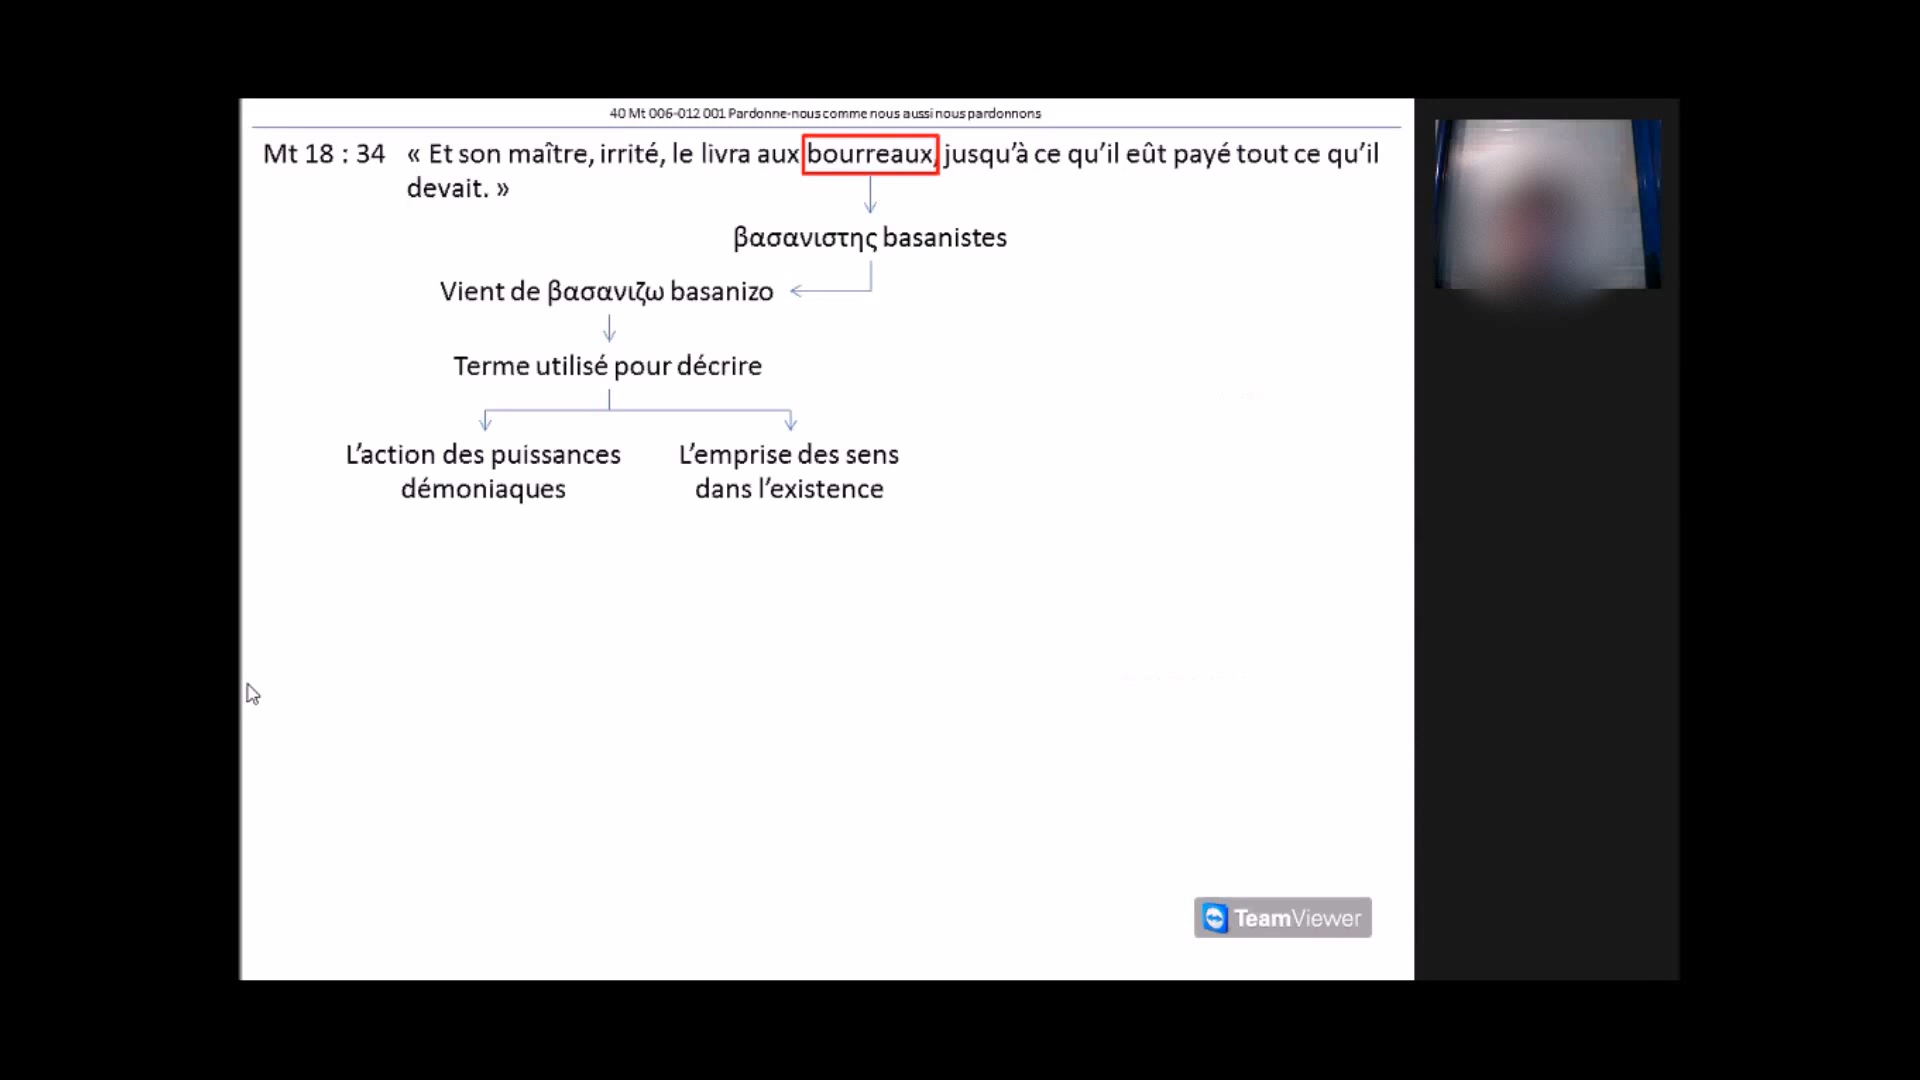 40 Mt 006-012 001 Pardonne-nous comme nous aussi nous pardonnons
Mt 18 : 34 « Et son maître, irrité, le livra aux bourreaux, jusqu’à ce qu’il eût payé tout ce qu’il
devait. »
βασανιστης basanistes
Vient de βασανιζω basanizo
Terme utilisé pour décrire
L’action des puissances
démoniaques
L’emprise des sens
dans l’existence
TeamViewer